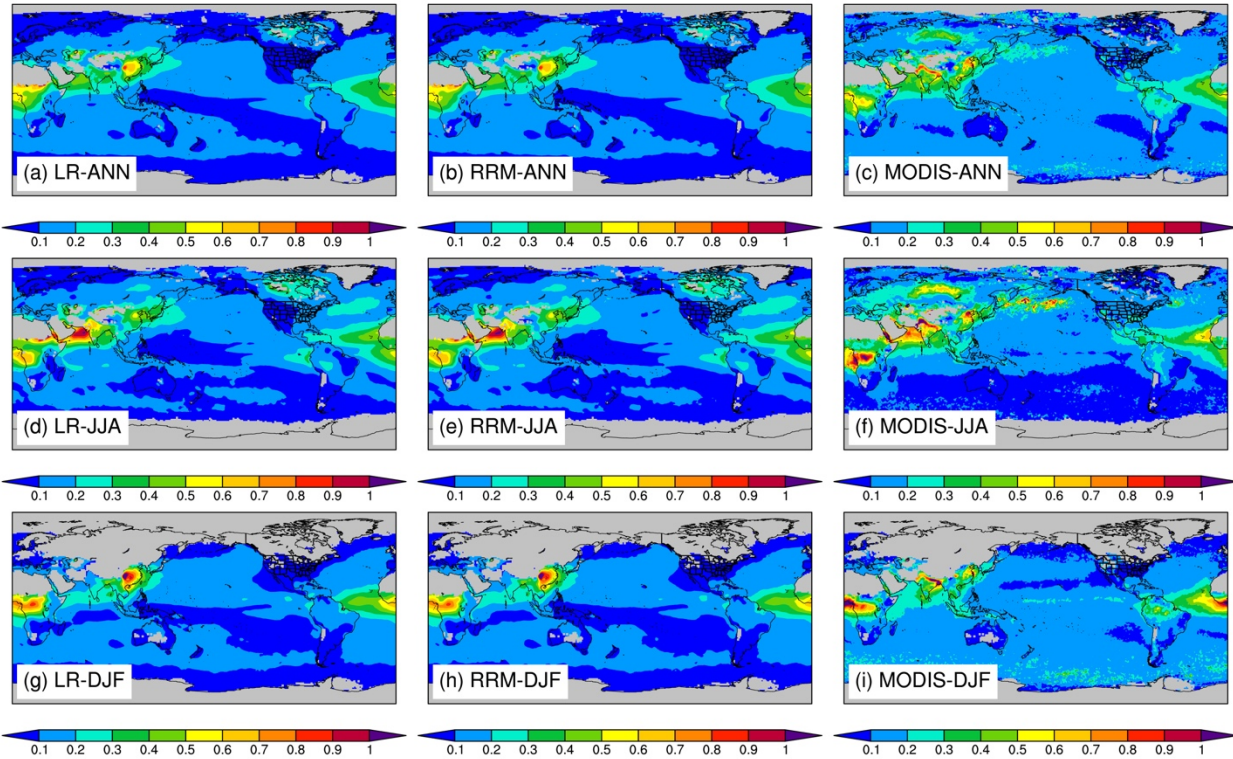 (a) LR-ANN
(b) RRM-ANN
(c) MODIS-ANN
0.1 0.2 0.3 0.4 0.5 0.6 0.7 0.8 0.9 1
0.1 0.2 0.3 0.4 0.5 0.6 0.7 0.8 0.9 1
0.1 0.2 0.3 0.4 0.5 0.6 0.7 0.8 0.9 1
(d) LR-JJA
(e) RRM-JJA
(f) MODIS-JJA
0.1 0.2 0.3 0.4 0.5 0.6 0.7 0.8 0.9 1
0.1 0.2 0.3 0.4 0.5 0.6 0.7 0.8 0.9 1
0.1 0.2 0.3 0.4 0.5 0.6 0.7 0.8 0.9 1
(g) LR-DJF
(h) RRM-DJF
(i) MODIS-DJF
0.1 0.2 0.3 0.4 0.5 0.6 0.7 0.8 0.9 1
0.1 0.2 0.3 0.4 0.5 0.6 0.7 0.8 0.9 1
0.1 0.2 0.3 0.4 0.5 0.6 0.7 0.8 0.9 1